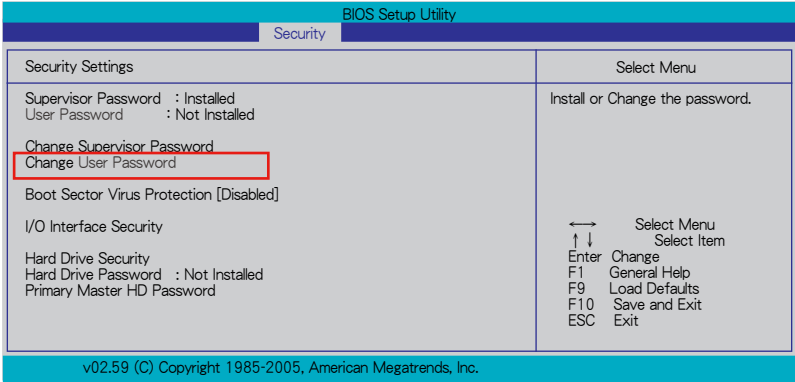 BIOS Setup Utility
Security
Security Settings
Supervisor Password : Installed
User Password : Not Installed
Change Supervisor Password
Change User Password
Boot Sector Virus Protection [Disabled]
I/O Interface Security
Hard Drive Security
Hard Drive Password : Not Installed
Primary Master HD Password
Select Menu
Install or Change the password.
←→ Select Menu
↑↓ Select Item
Enter Change
F1 General Help
F9 Load Defaults
F10 Save and Exit
ESC Exit
v02.59 (C) Copyright 1985-2005, American Megatrends, Inc.